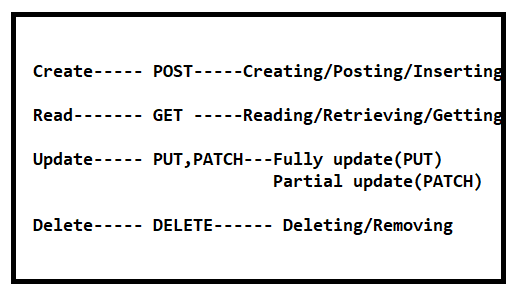 Create----- POST-----Creating/Posting/Inserting
Read------- GET -----Reading/Retrieving/Getting
Update----- PUT,PATCH---Fully update(PUT)
Partial update(PATCH)
Delete----- DELETE------ Deleting/Removing